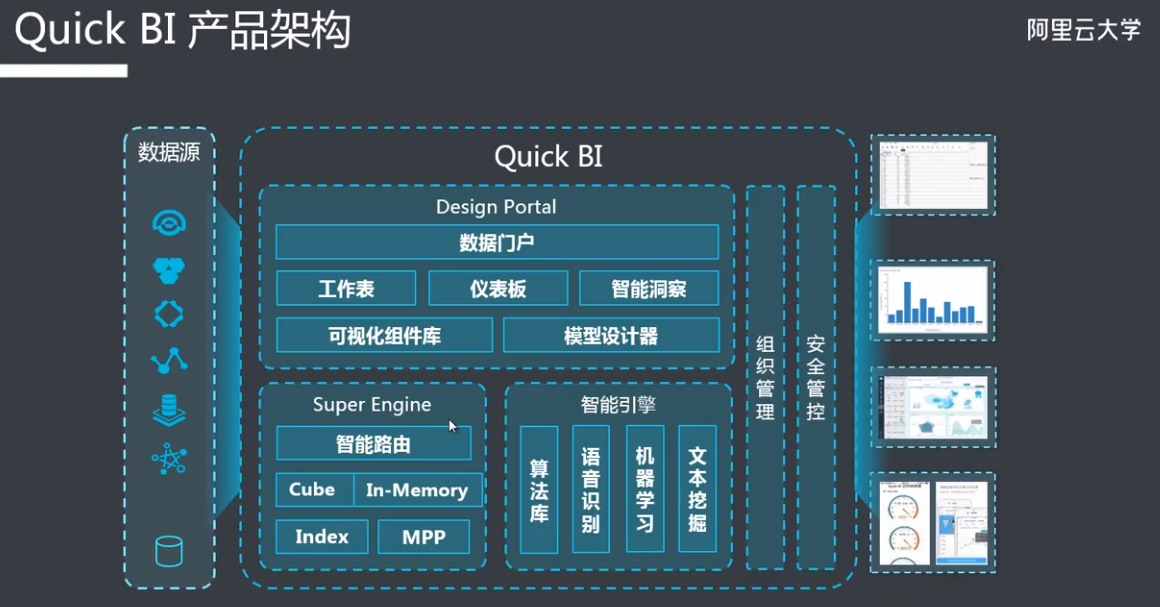 Quick BI 产品架构
阿里云大学
数据源
Quick BI
Design Portal
数据门户
工作表
仪表板
智能洞察
可视化组件库
模型设计器
Super Engine
智能路由
Cube
In-Memory
Index
MPP
智能引擎
算法库
语音识别
机器学习
文本挖掘
组织管理
安全管控